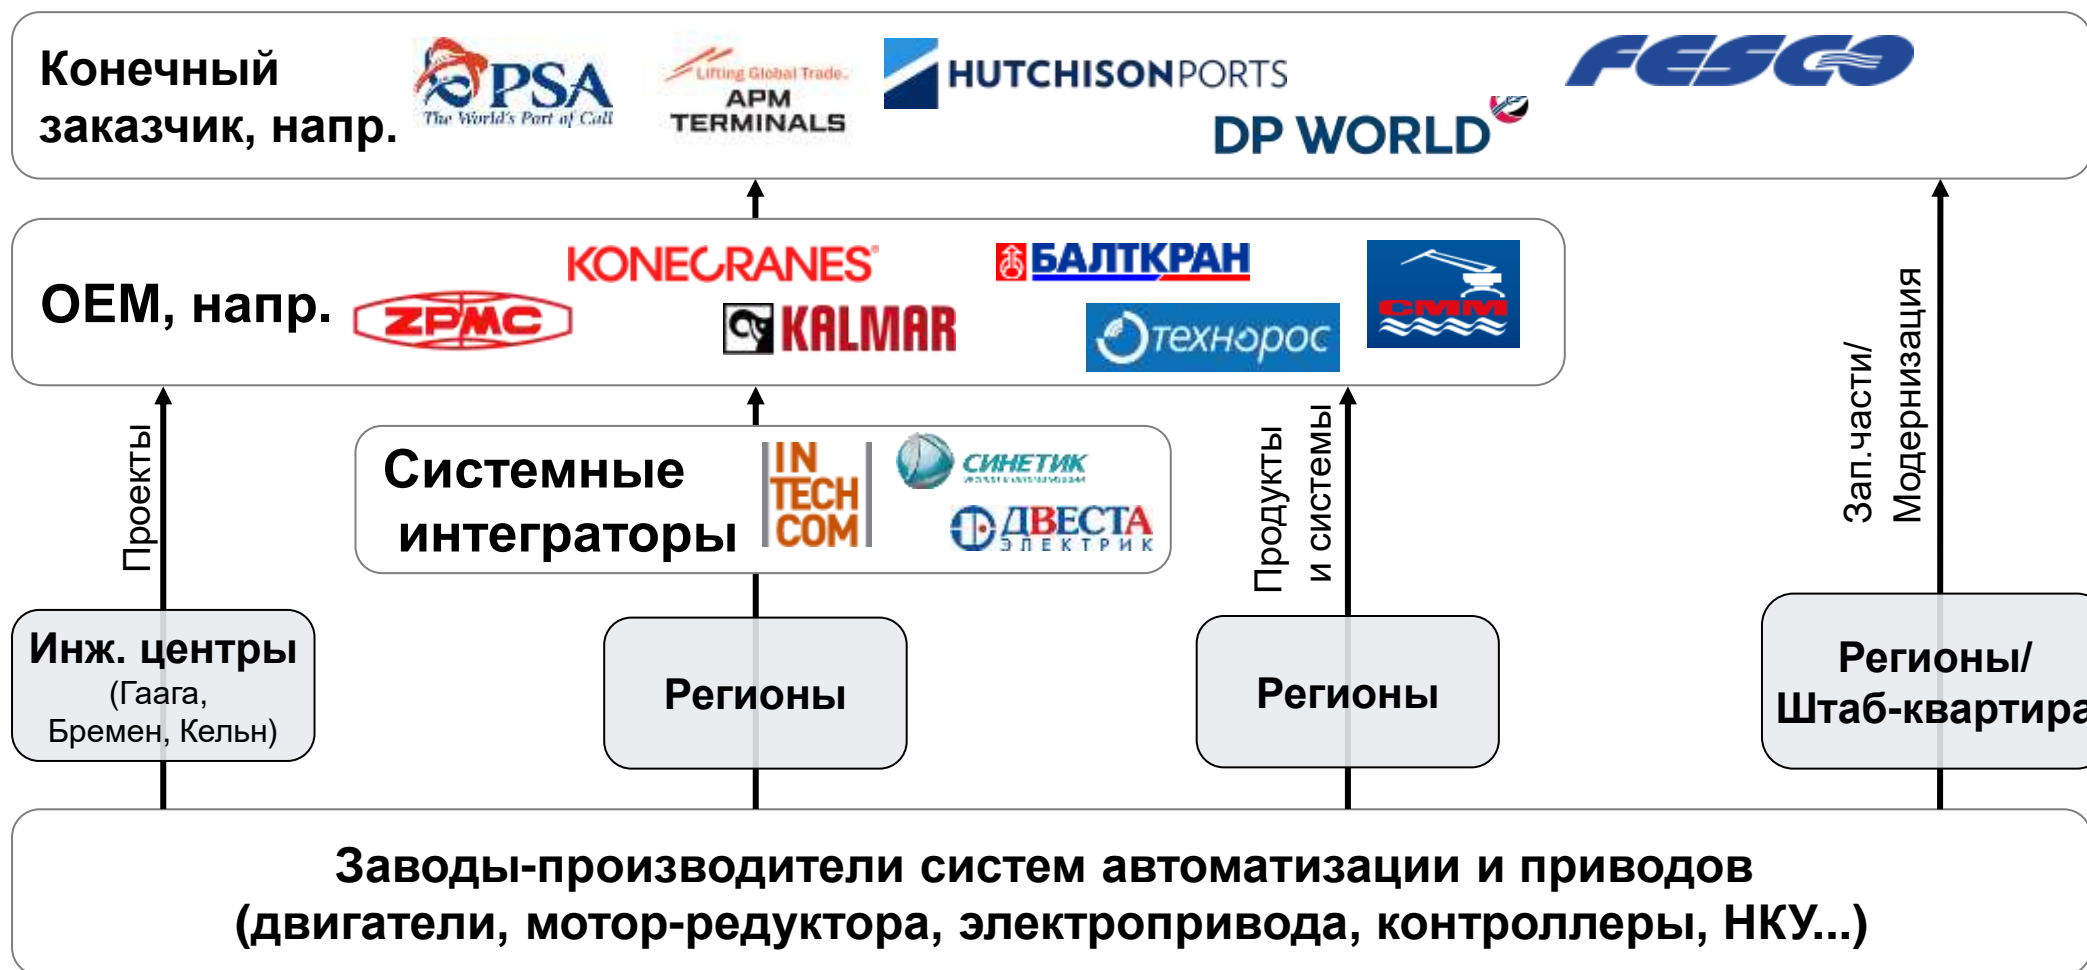 Конечный
заказчик, напр.
PSA
The World's Port of Call
Lifting Global Trade.
APM
TERMINALS
HUTCHISON PORTS
DP WORLD
FESCO
OEM, напр.
ZPMC
KONECRANES®
KALMAR
БАЛТКРАН
ТЕХНОРОС
СММ
Проекты
Системные
интеграторы
IN
TECH
COM
СИНЕТИК
ДВЕСТА
ЭЛЕКТРИК
Продукты
и системы
Зап.части/
Модернизация
Инж. центры
(Гаага,
Бремен, Кельн)
Регионы
Регионы
Регионы/
Штаб-квартира
Заводы-производители систем автоматизации и приводов
(двигатели, мотор-редуктора, электропривода, контроллеры, НКУ...)